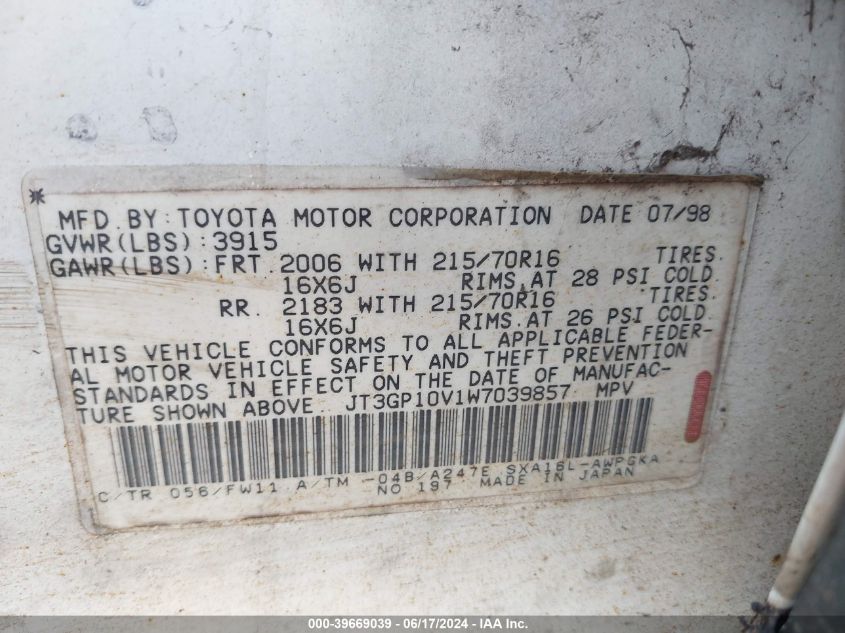 MFD. BY: TOYOTA MOTOR CORPORATION DATE 07/98
GVWR(LBS): 3915
GAWR(LBS): FRT. 2006 WITH 215/70R16 TIRES,
16X6J RIMS,AT 28 PSI COLD.
RR. 2183 WITH 215/70R16 TIRES,
16X6J RIMS,AT 26 PSI COLD.
THIS VEHICLE CONFORMS TO ALL APPLICABLE FEDER-
AL MOTOR VEHICLE SAFETY AND THEFT PREVENTION
STANDARDS IN EFFECT ON THE DATE OF MANUFAC-
TURE SHOWN ABOVE. JT3GP10V1W7039857 MPV
C/TR 056/FW11 A/TM -04B/A247E SXA16L-AWPGKA
NO 197 MADE IN JAPAN
000-39669039 - 06/17/2024 - IAA Inc.